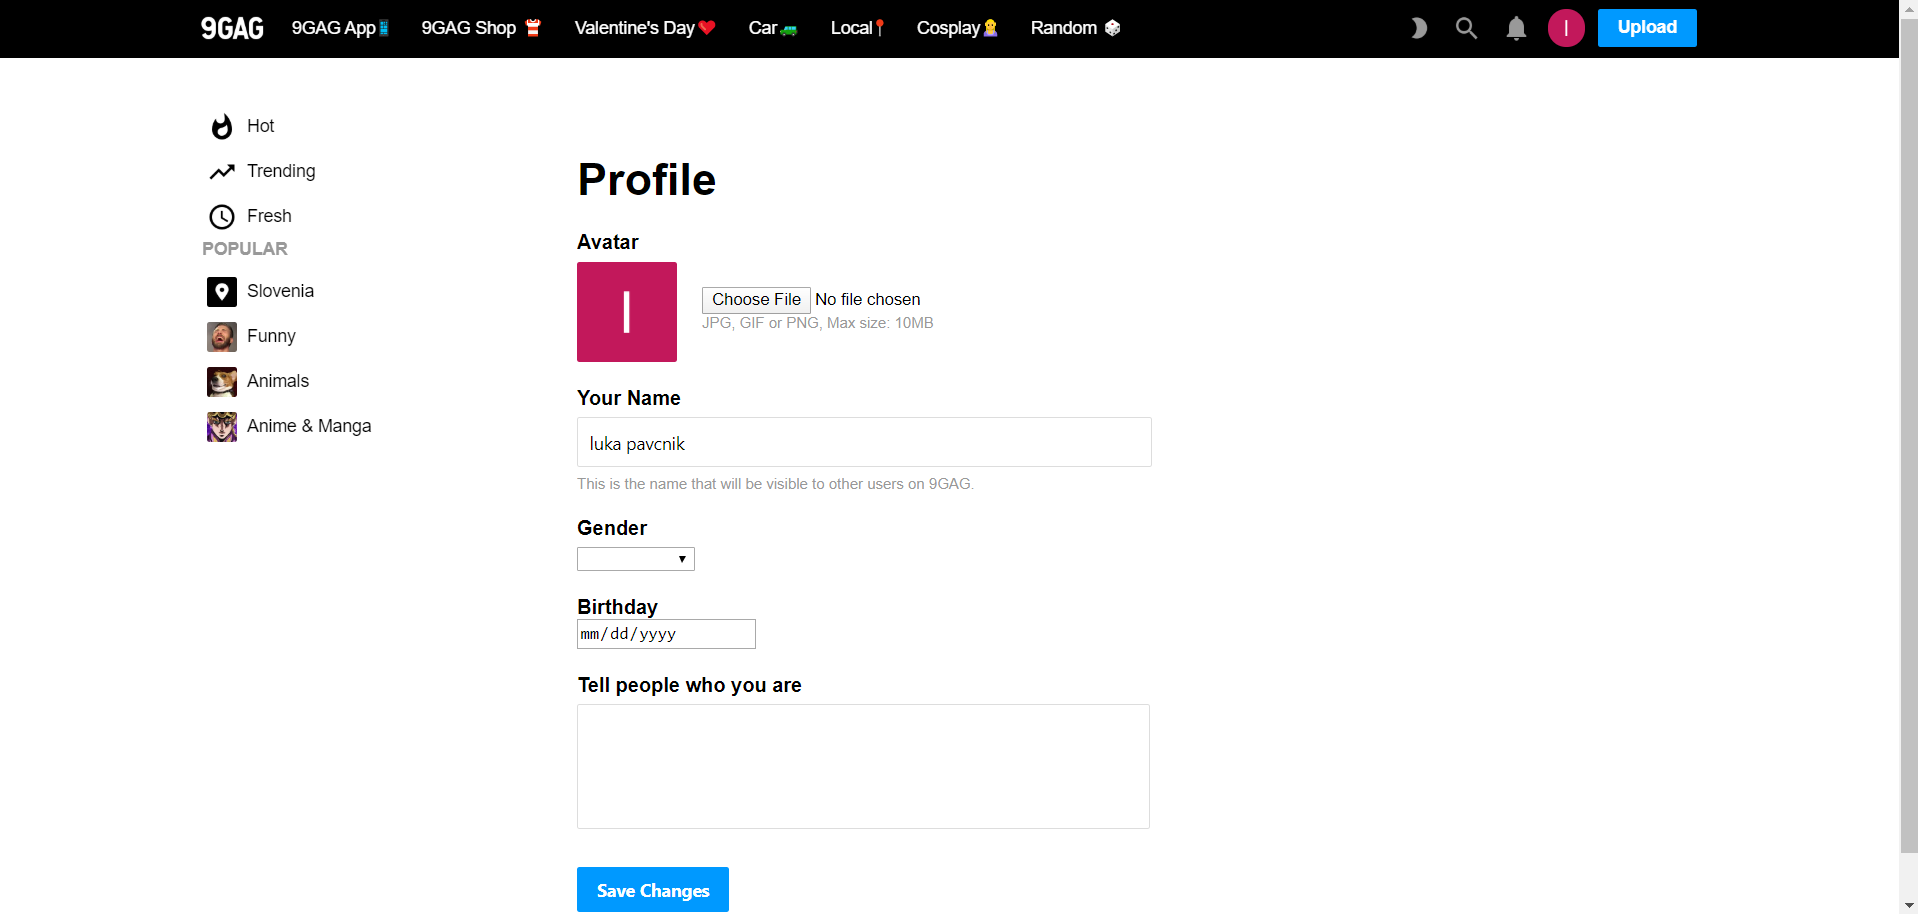 9GAG 9GAG App 9GAG Shop Valentine's Day Car Local Cosplay Random l Upload
Hot
Trending
Fresh
POPULAR
Slovenia
Funny
Animals
Anime & Manga
Profile
Avatar
l
Choose File No file chosen
JPG, GIF or PNG, Max size: 10MB
Your Name
luka pavcnik
This is the name that will be visible to other users on 9GAG.
Gender
Birthday
mm/dd/yyyy
Tell people who you are
Save Changes